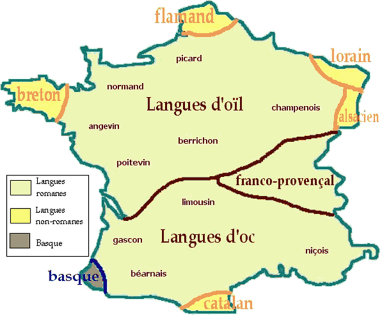 flamand
picard
lorain
breton
normand
Langues d'oïl
champenois
alsacien
angevin
berrichon
poitevin
franco-provençal
Langues
romanes
limousin
Langues
non-romanes
gascon
Langues d'oc
Basque
niçois
basque
béarnais
catalan